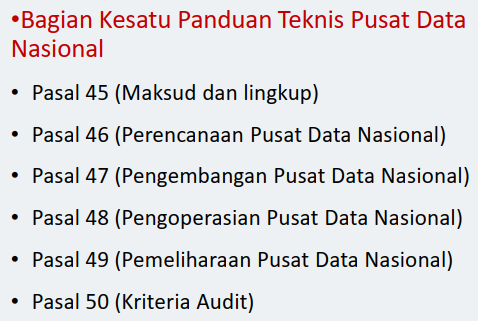 •Bagian Kesatu Panduan Teknis Pusat Data
Nasional
• Pasal 45 (Maksud dan lingkup)
• Pasal 46 (Perencanaan Pusat Data Nasional)
• Pasal 47 (Pengembangan Pusat Data Nasional)
• Pasal 48 (Pengoperasian Pusat Data Nasional)
• Pasal 49 (Pemeliharaan Pusat Data Nasional)
• Pasal 50 (Kriteria Audit)